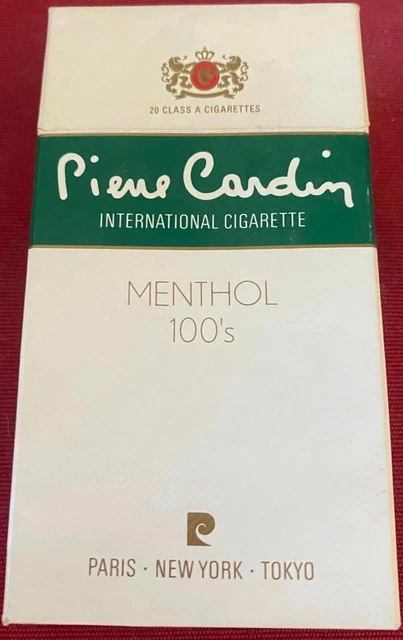 20 CLASS A CIGARETTES
Pierre Cardin
INTERNATIONAL CIGARETTE
MENTHOL
100's
PARIS · NEW YORK · TOKYO